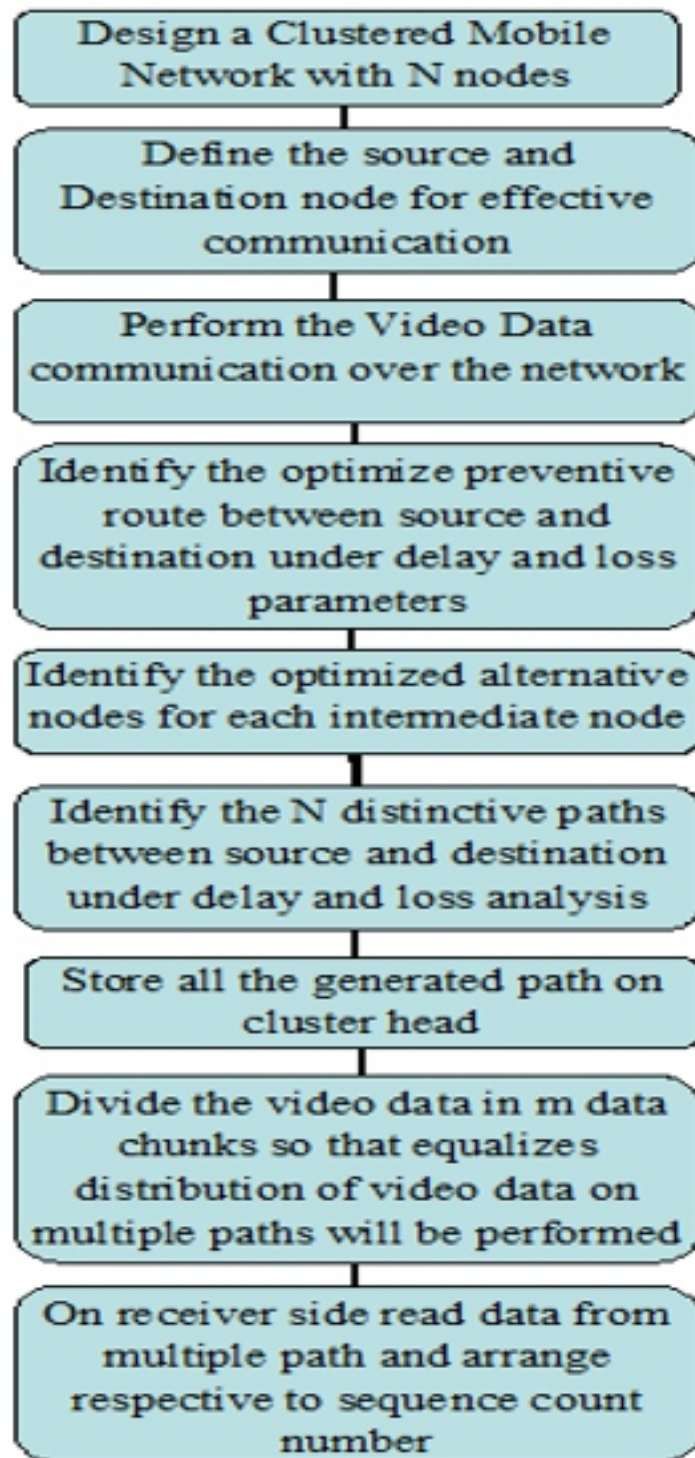 Design a Clustered Mobile
Network with N nodes
Define the source and
Destination node for effective
communication
Perform the Video Data
communication over the network
Identify the optimize preventive
route between source and
destination under delay and loss
parameters
Identify the optimized alternative
nodes for each intermediate node
Identify the N distinctive paths
between source and destination
under delay and loss analysis
Store all the generated path on
cluster head
Divide the video data in m data
chunks so that equalizes
distribution of video data on
multiple paths will be performed
On receiver side read data from
multiple path and arrange
respective to sequence count
number